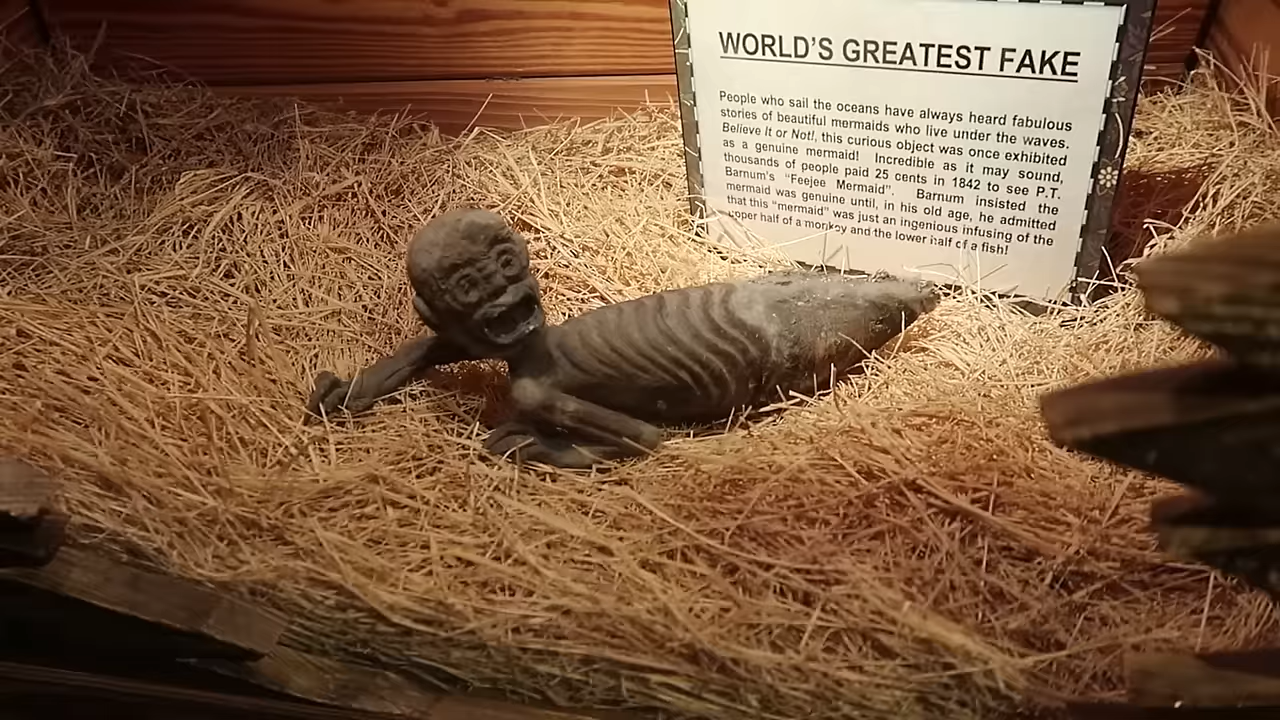 WORLD'S GREATEST FAKE
People who sail the oceans have always heard fabulous
stories of beautiful mermaids who live under the waves.
Believe It or Not!, this curious object was once exhibited
as a genuine mermaid! Incredible as it may sound,
thousands of people paid 25 cents in 1842 to see P.T.
Barnum's "Feejee Mermaid". Barnum insisted the
mermaid was genuine until, in his old age, he admitted
that this "mermaid" was just an ingenious infusing of the
upper half of a monkey and the lower half of a fish!